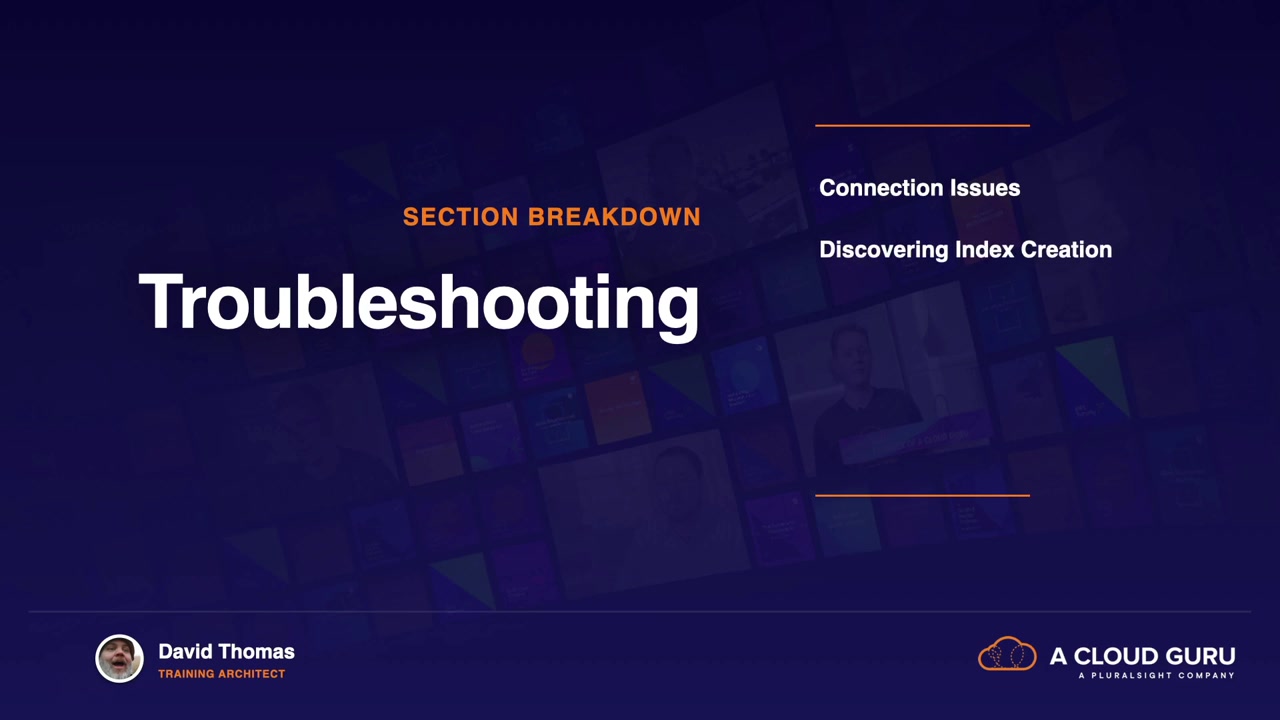 SECTION BREAKDOWN
Troubleshooting
Connection Issues
Discovering Index Creation
David Thomas
TRAINING ARCHITECT
A CLOUD GURU
A PLURALSIGHT COMPANY